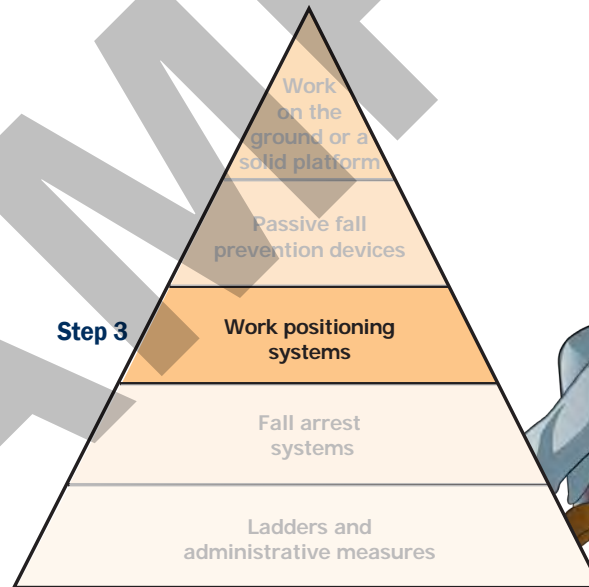 Work
on the
ground or a
solid platform
Passive fall
prevention devices
Step 3
Work positioning
systems
Fall arrest
systems
Ladders and
administrative measures